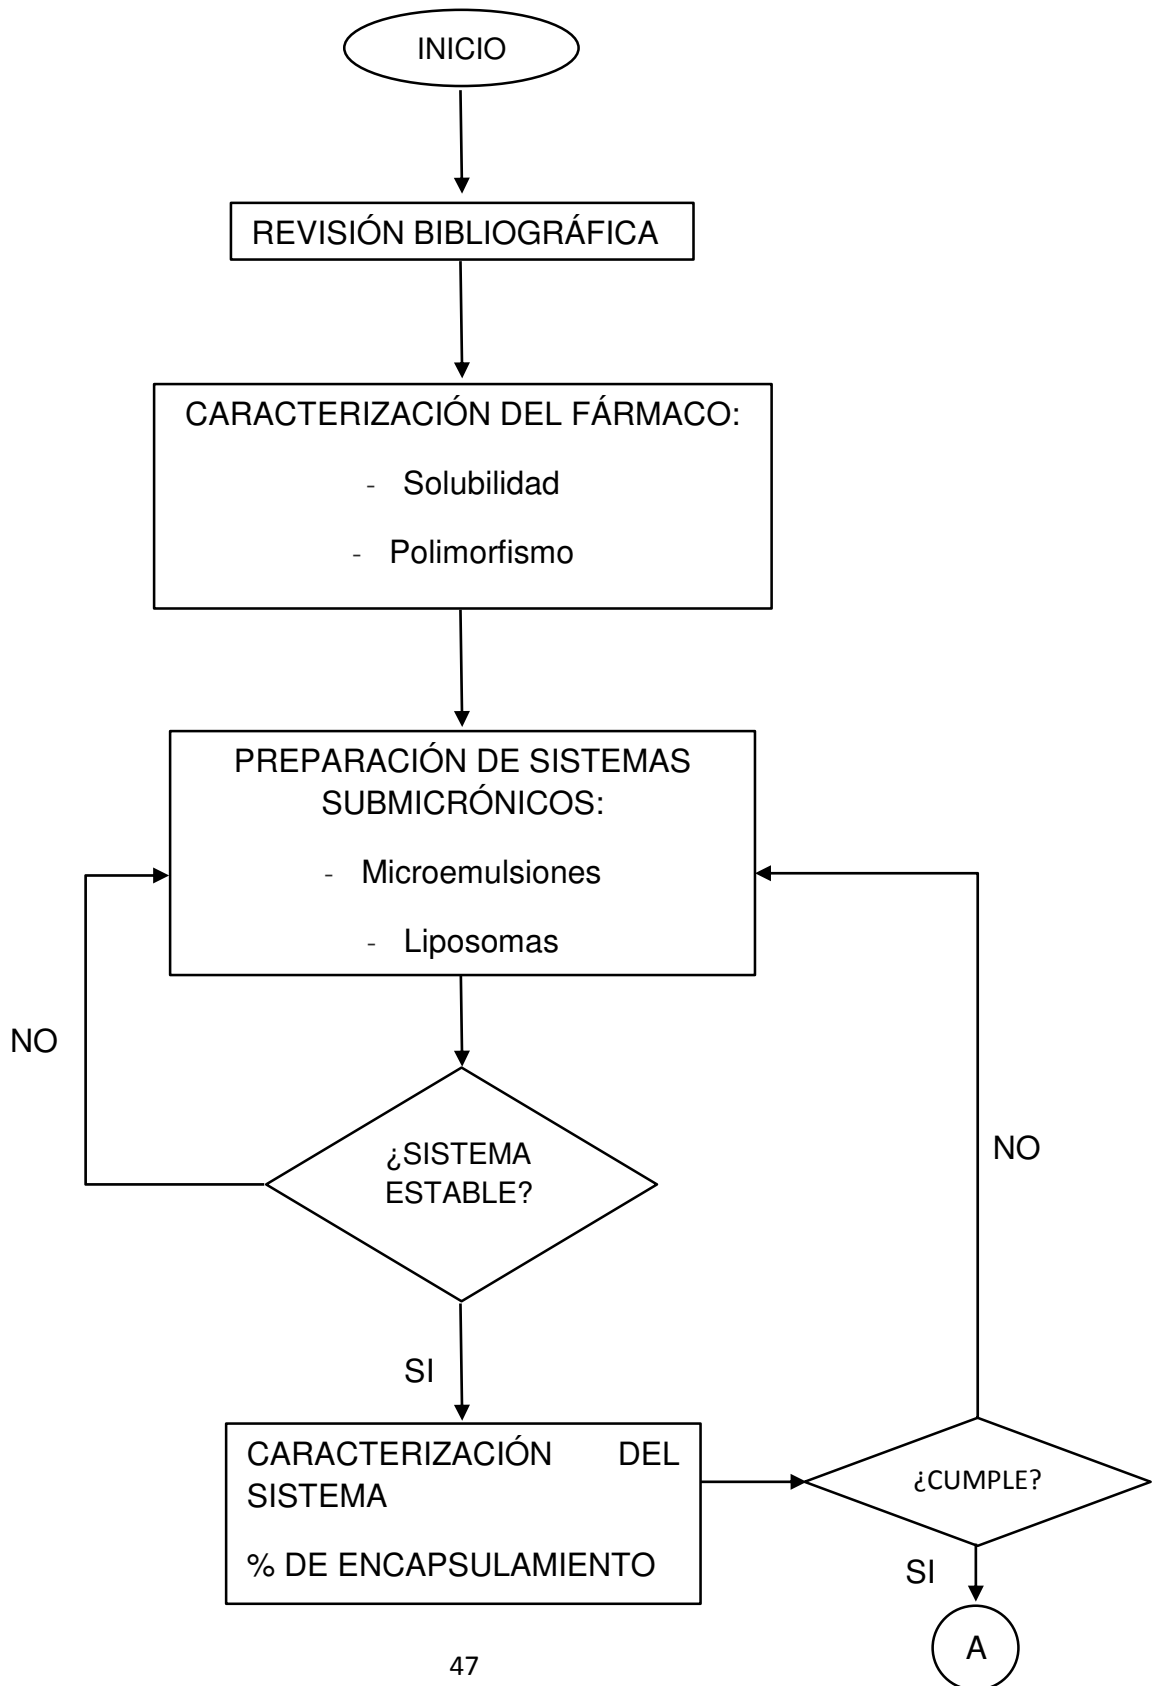 INICIO
REVISIÓN BIBLIOGRÁFICA
CARACTERIZACIÓN DEL FÁRMACO:
- Solubilidad
- Polimorfismo
PREPARACIÓN DE SISTEMAS
SUBMICRÓNICOS:
- Microemulsiones
- Liposomas
NO
¿SISTEMA
ESTABLE?
NO
SI
CARACTERIZACIÓN DEL
SISTEMA
% DE ENCAPSULAMIENTO
¿CUMPLE?
SI
A
47